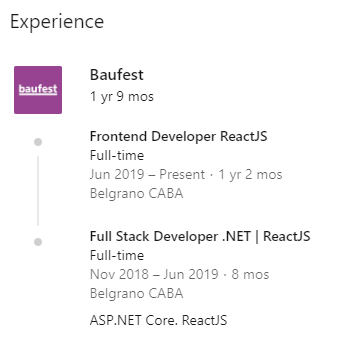 Experience
baufest
Baufest
1 yr 9 mos
Frontend Developer ReactJS
Full-time
Jun 2019 – Present · 1 yr 2 mos
Belgrano CABA
Full Stack Developer .NET | ReactJS
Full-time
Nov 2018 – Jun 2019 · 8 mos
Belgrano CABA
ASP.NET Core. ReactJS